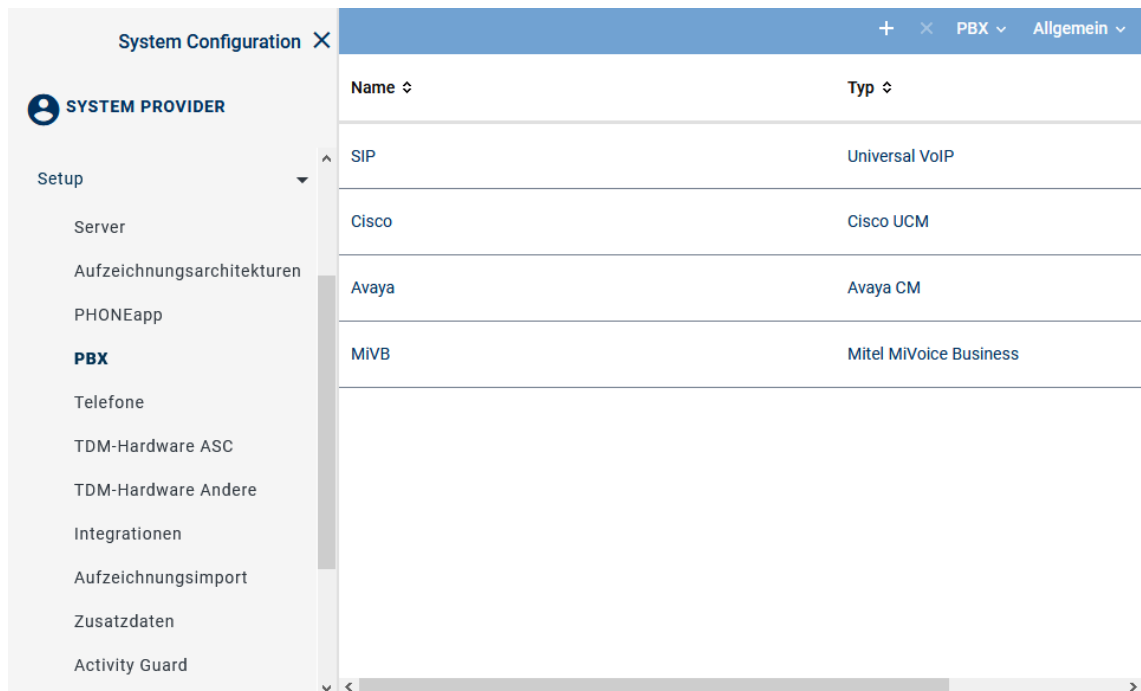 System Configuration
SYSTEM PROVIDER
Setup
Server
Aufzeichnungsarchitekturen
PHONEapp
PBX
Telefone
TDM-Hardware ASC
TDM-Hardware Andere
Integrationen
Aufzeichnungsimport
Zusatzdaten
Activity Guard
PBX Allgemein
Name Typ
SIP Universal VoIP
Cisco Cisco UCM
Avaya Avaya CM
MiVB Mitel MiVoice Business